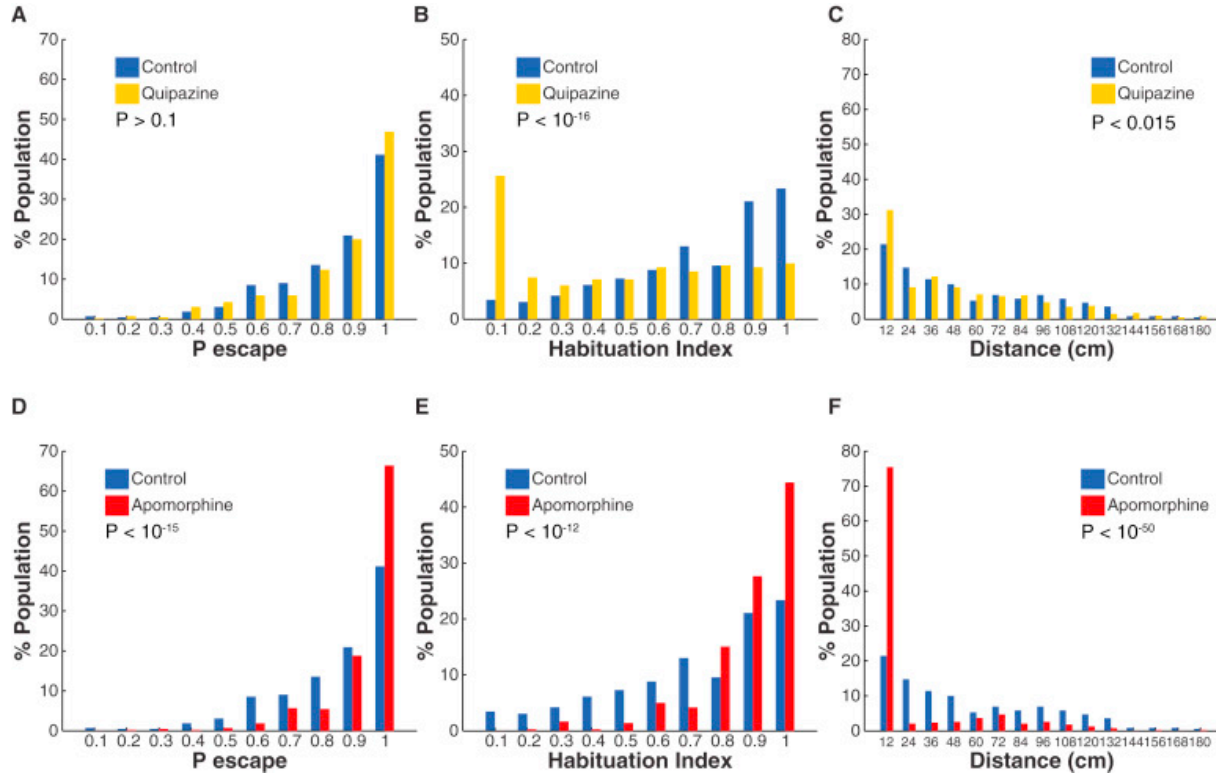 A
70
60
50
40
30
20
10
0
% Population
Control
Quipazine
P > 0.1
0.1 0.2 0.3 0.4 0.5 0.6 0.7 0.8 0.9 1
P escape
B
50
40
30
20
10
0
% Population
Control
Quipazine
P < 10-16
0.1 0.2 0.3 0.4 0.5 0.6 0.7 0.8 0.9 1
Habituation Index
C
80
70
60
50
40
30
20
10
0
% Population
Control
Quipazine
P < 0.015
12 24 36 48 60 72 84 96 108 120 132 144 156 168 180
Distance (cm)
D
70
60
50
40
30
20
10
0
% Population
Control
Apomorphine
P < 10-15
0.1 0.2 0.3 0.4 0.5 0.6 0.7 0.8 0.9 1
P escape
E
50
40
30
20
10
0
% Population
Control
Apomorphine
P < 10-12
0.1 0.2 0.3 0.4 0.5 0.6 0.7 0.8 0.9 1
Habituation Index
F
80
70
60
50
40
30
20
10
0
% Population
Control
Apomorphine
P < 10-50
12 24 36 48 60 72 84 96 108 120 132 144 156 168 180
Distance (cm)